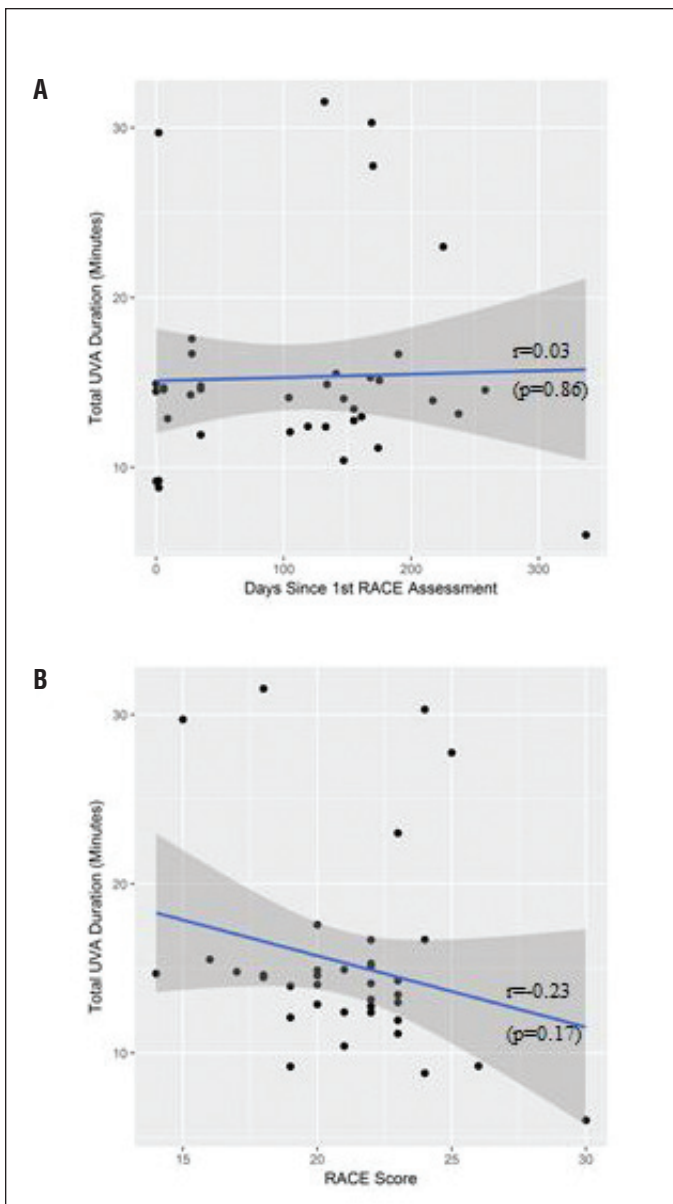 A
30
20
10
Total UVA Duration (Minutes)
r=0.03
(p=0.86)
0
100
200
300
Days Since 1st RACE Assessment
B
30
20
10
Total UVA Duration (Minutes)
r=-0.23
(p=0.17)
15
20
25
30
RACE Score